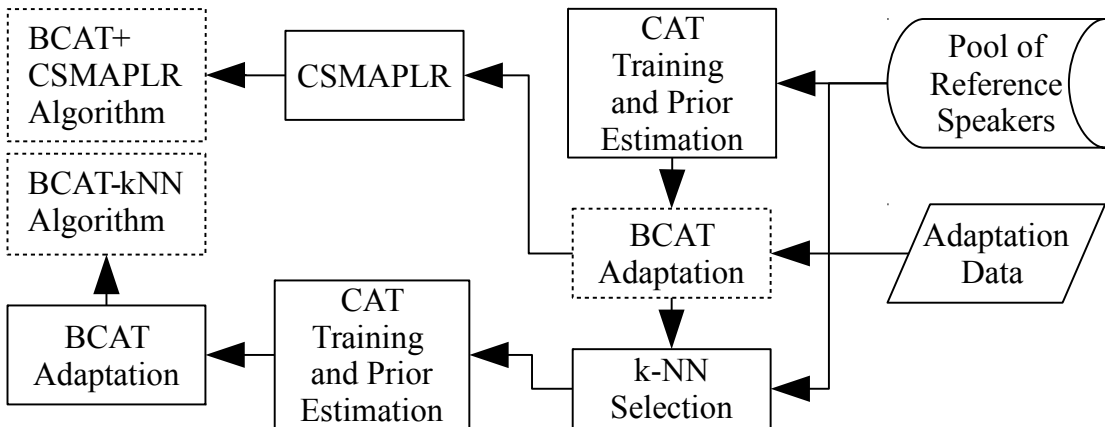 BCAT+
CSMAPLR
Algorithm
CSMAPLR
CAT
Training
and Prior
Estimation
Pool of
Reference
Speakers
BCAT-kNN
Algorithm
BCAT
Adaptation
Adaptation
Data
BCAT
Adaptation
CAT
Training
and Prior
Estimation
k-NN
Selection